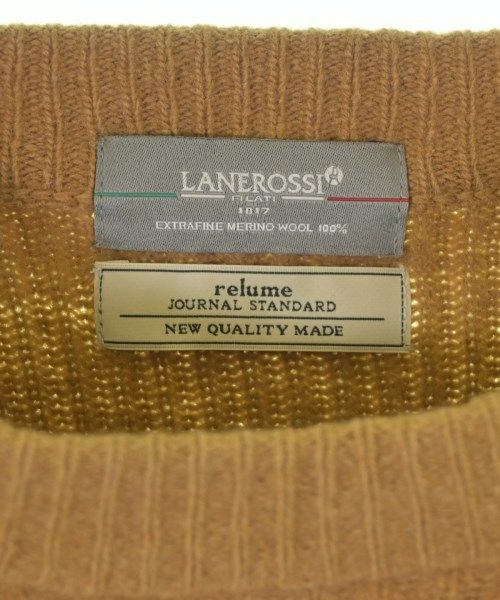 LANEROSSI
FILATI
1817
EXTRAFINE MERINO WOOL 100%
relume
JOURNAL STANDARD
NEW QUALITY MADE